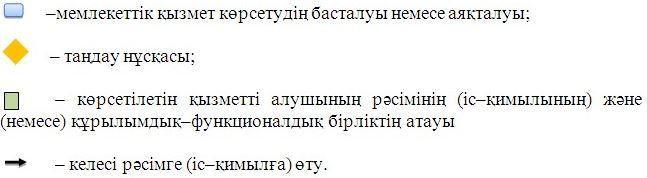 –мемлекеттік қызмет көрсетудің басталуы немесе аяқталуы;
– таңдау нұсқасы;
– көрсетілетін қызметті алушының рәсімінің (іс–қимылының) және
(немесе) құрылымдық–функционалдық бірліктің атауы
– келесі рәсімге (іс–қимылға) өту.